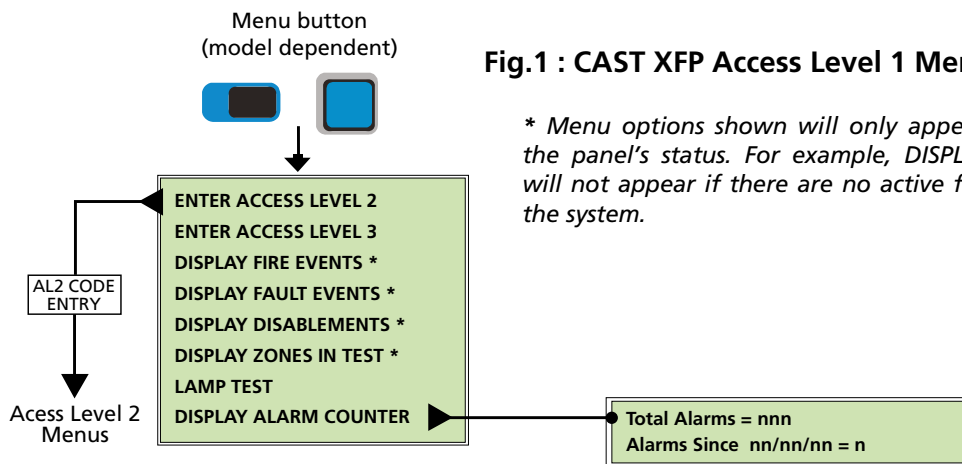 Menu button
(model dependent)
Fig.1 : CAST XFP Access Level 1 Me
* Menu options shown will only appe
the panel's status. For example, DISPL
will not appear if there are no active f
the system.
ENTER ACCESS LEVEL 2
ENTER ACCESS LEVEL 3
DISPLAY FIRE EVENTS *
DISPLAY FAULT EVENTS *
DISPLAY DISABLEMENTS *
DISPLAY ZONES IN TEST *
LAMP TEST
DISPLAY ALARM COUNTER
AL2 CODE
ENTRY
Acess Level 2
Menus
Total Alarms = nnn
Alarms Since nn/nn/nn = n